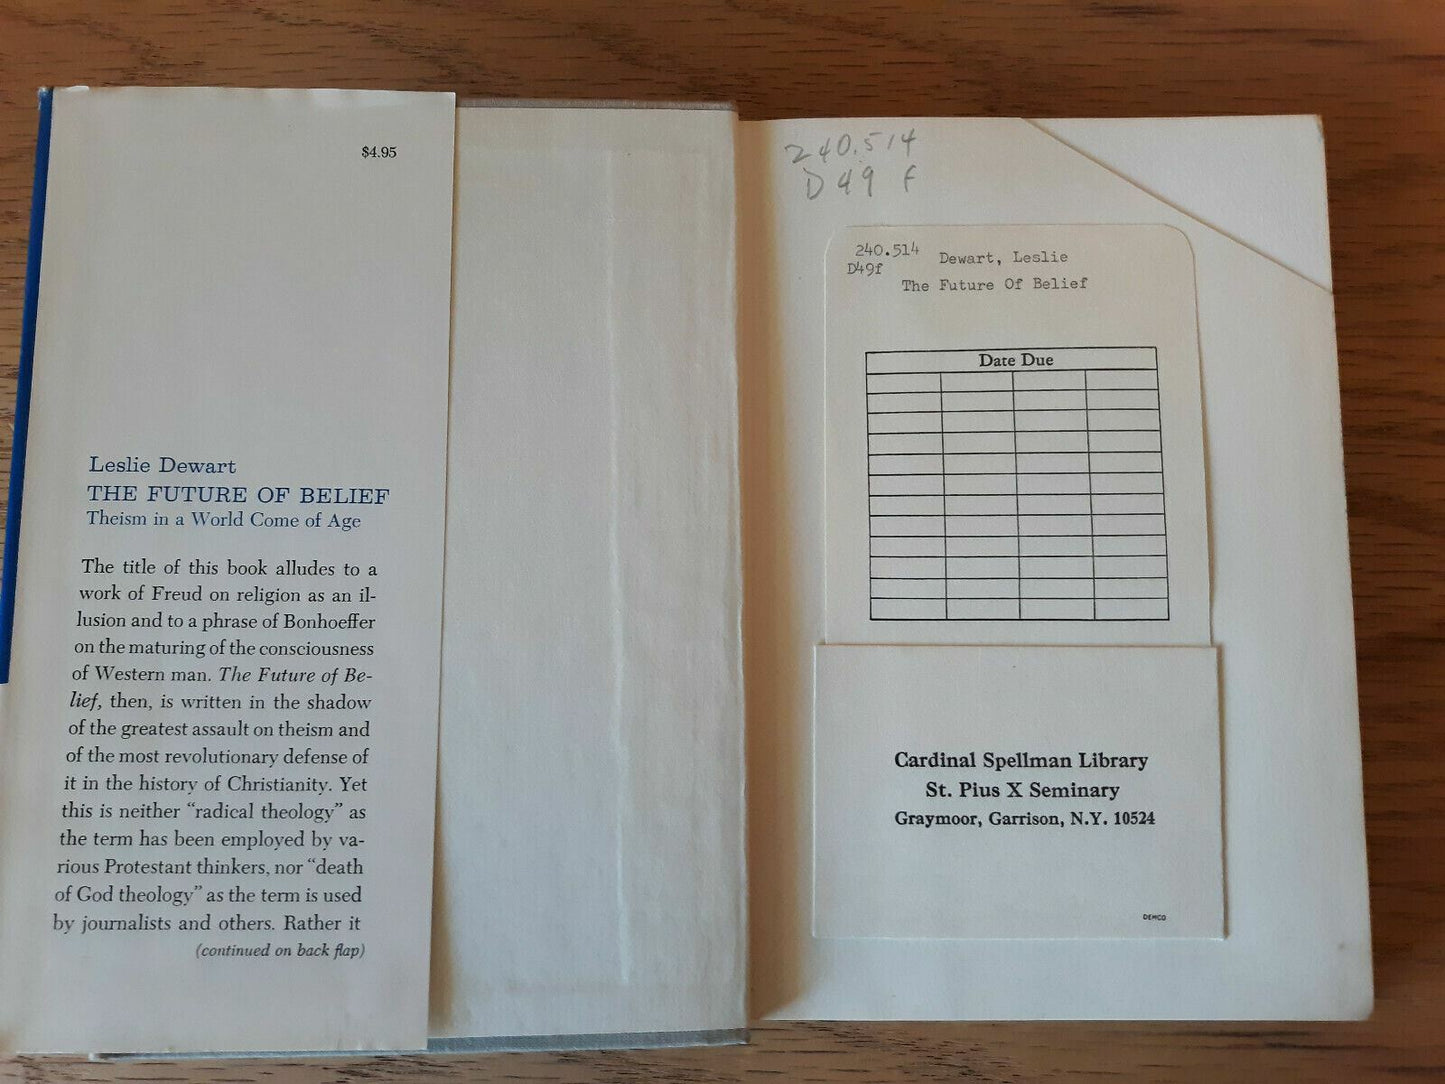 $4.95
Leslie Dewart
THE FUTURE OF BELIEF
Theism in a World Come of Age
The title of this book alludes to a
work of Freud on religion as an il-
lusion and to a phrase of Bonhoeffer
on the maturing of the consciousness
of Western man. The Future of Be-
lief, then, is written in the shadow
of the greatest assault on theism and
of the most revolutionary defense of
it in the history of Christianity. Yet
this is neither “radical theology” as
the term has been employed by va-
rious Protestant thinkers, nor “death
of God theology” as the term is used
by journalists and others. Rather it
(continued on back flap)
240.514
D49 f
240.514
D49f
Dewart, Leslie
The Future Of Belief
Date Due
Cardinal Spellman Library
St. Pius X Seminary
Graymoor, Garrison, N.Y. 10524
DEMCO